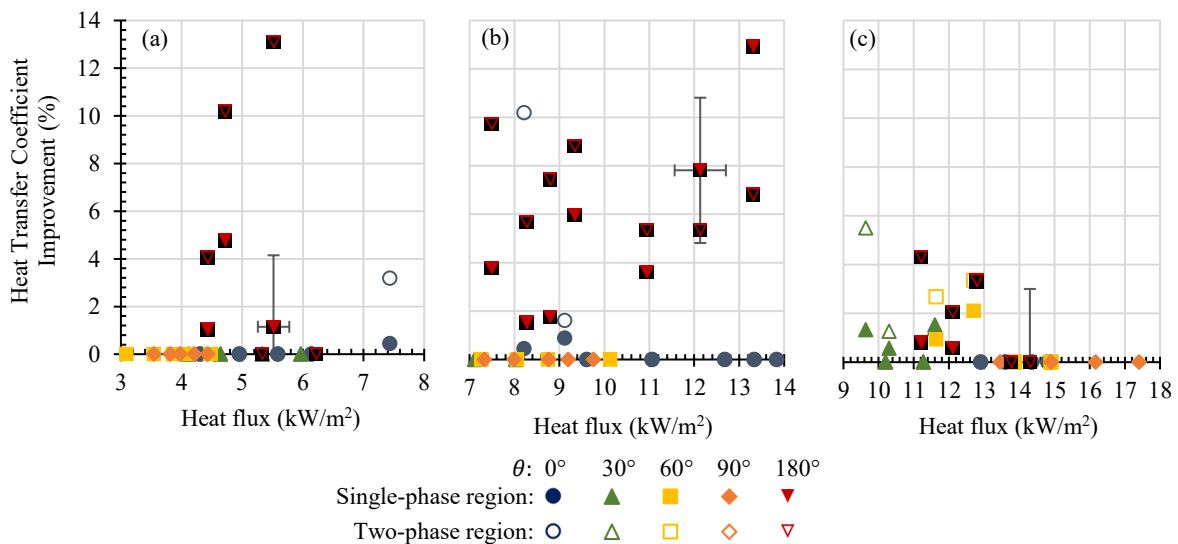 (a)
(b)
(c)
Heat Transfer Coefficient
Improvement (%)
14
12
10
8
6
4
2
0
3 4 5 6 7 8
7 8 9 10 11 12 13 14
9 10 11 12 13 14 15 16 17 18
Heat flux (kW/m²)
Heat flux (kW/m²)
Heat flux (kW/m²)
θ: 0° 30° 60° 90° 180°
Single-phase region:
Two-phase region: